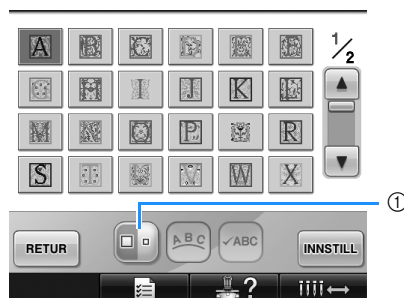 A B C D E F 1/2
G H I J K L
M N O P Q R
S T U V W X
①
RETUR ABC ✓ABC INNSTILL
?